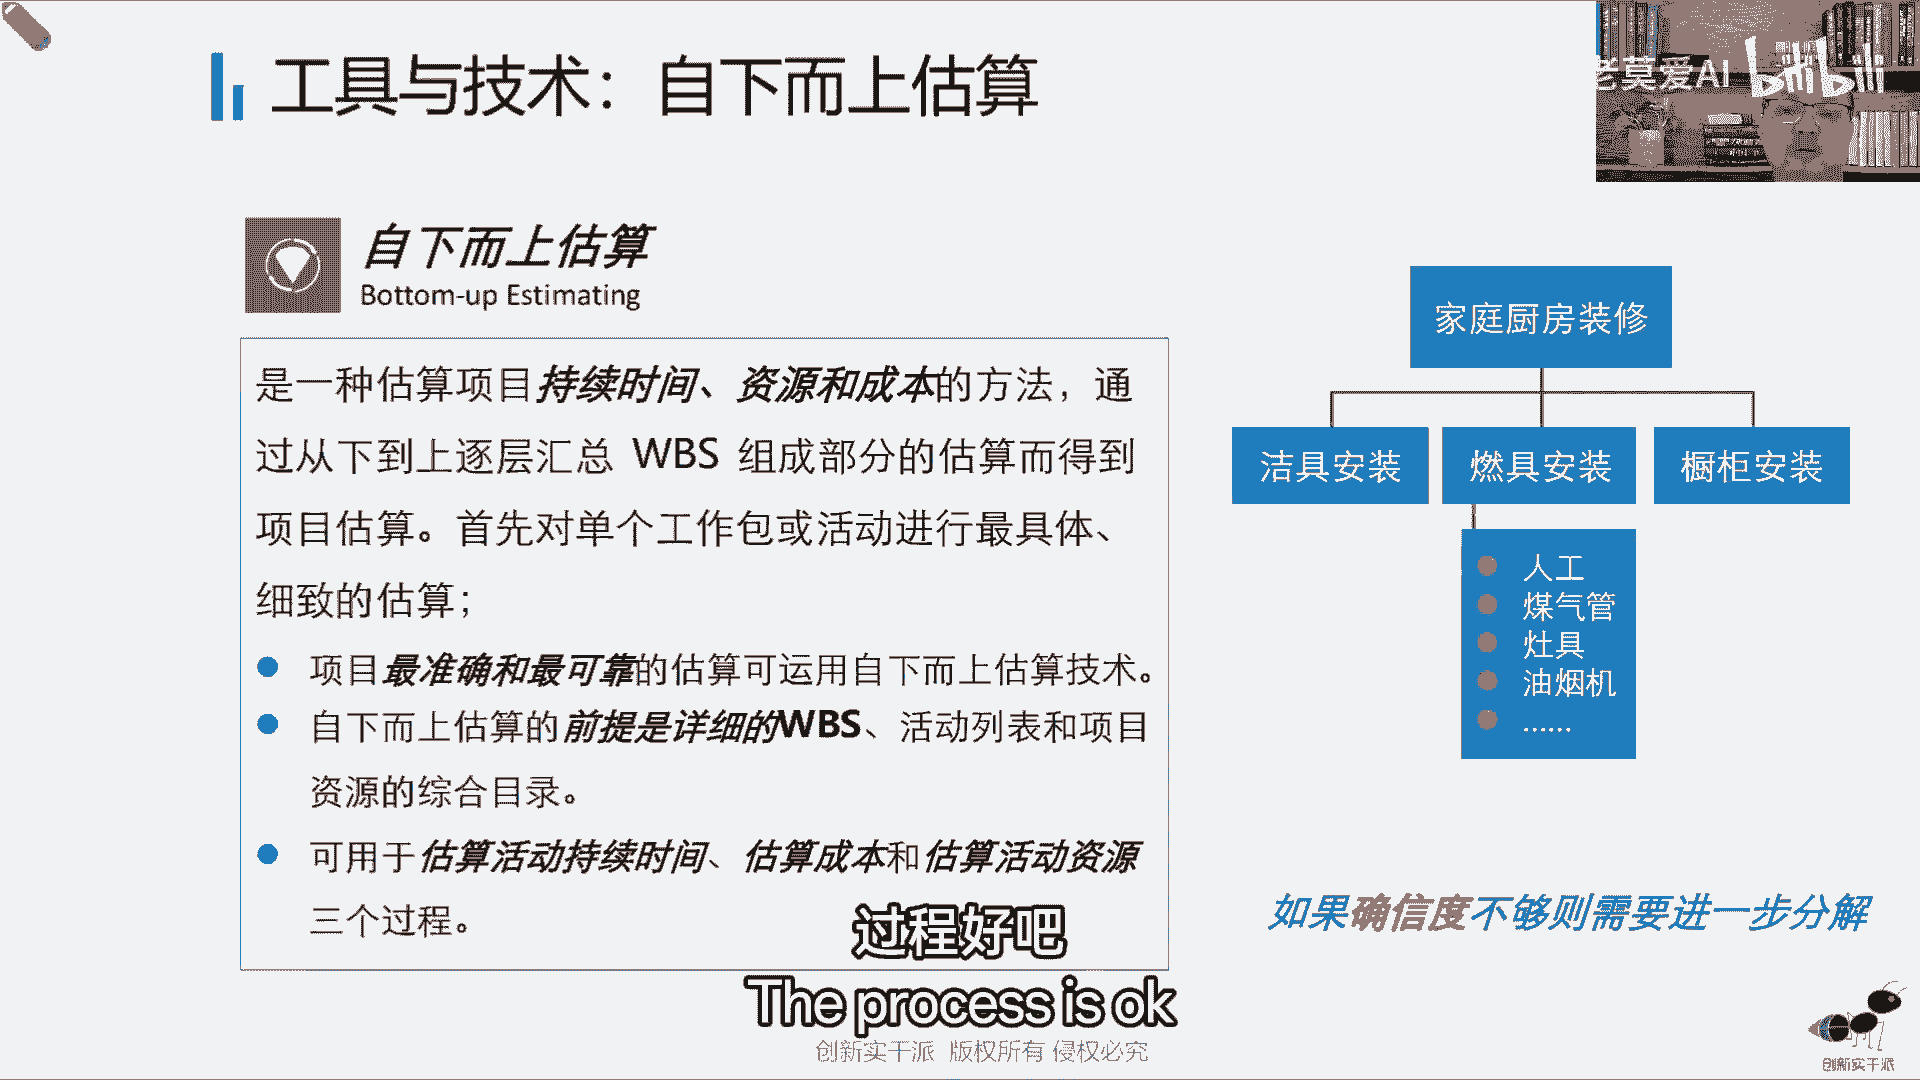 工具与技术：自下而上估算
老莫爱AI bilibili
自下而上估算
Bottom-up Estimating
是一种估算项目持续时间、资源和成本的方法，通
过从下到上逐层汇总 WBS 组成部分的估算而得到
项目估算。首先对单个工作包或活动进行最具体、
细致的估算；
项目最准确和最可靠的估算可运用自下而上估算技术。
自下而上估算的前提是详细的WBS、活动列表和项目
资源的综合目录。
可用于估算活动持续时间、估算成本和估算活动资源
三个过程。
家庭厨房装修
洁具安装
燃具安装
橱柜安装
人工
煤气管
灶具
油烟机
......
如果确信度不够则需要进一步分解
过程好吧
The process is ok
创新实干派 版权所有 侵权必究
创新实干派